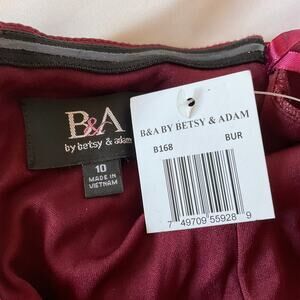 B&A
by betsy & adam
10
MADE IN
VIETNAM
B&A BY BETSY & ADAM
B168 BUR
7 49709 55928 9